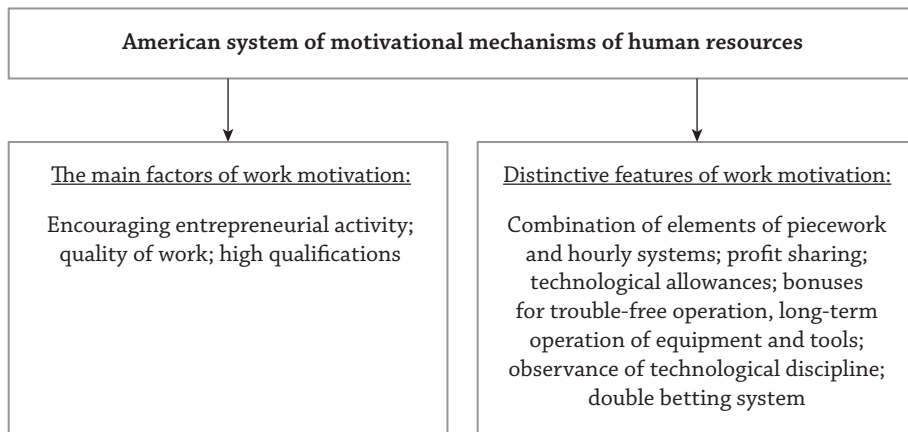 American system of motivational mechanisms of human resources
The main factors of work motivation:
Encouraging entrepreneurial activity;
quality of work; high qualifications
Distinctive features of work motivation:
Combination of elements of piecework
and hourly systems; profit sharing;
technological allowances; bonuses
for trouble-free operation, long-term
operation of equipment and tools;
observance of technological discipline;
double betting system